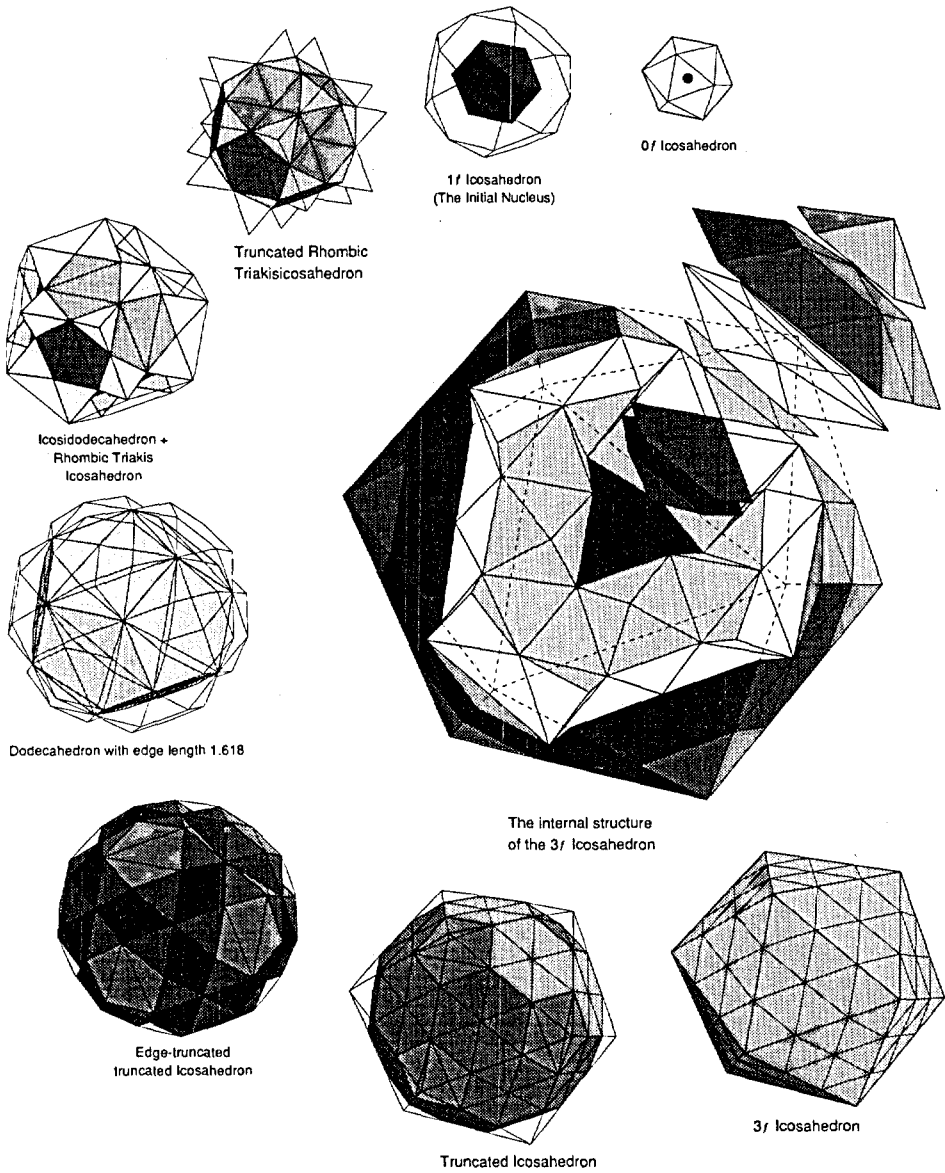 0f Icosahedron
1f Icosahedron
(The Initial Nucleus)
Truncated Rhombic
Triakisicosahedron
Icosidodecahedron +
Rhombic Triakis
Icosahedron
Dodecahedron with edge length 1.618
The internal structure
of the 3f Icosahedron
Edge-truncated
truncated Icosahedron
3f Icosahedron
Truncated Icosahedron